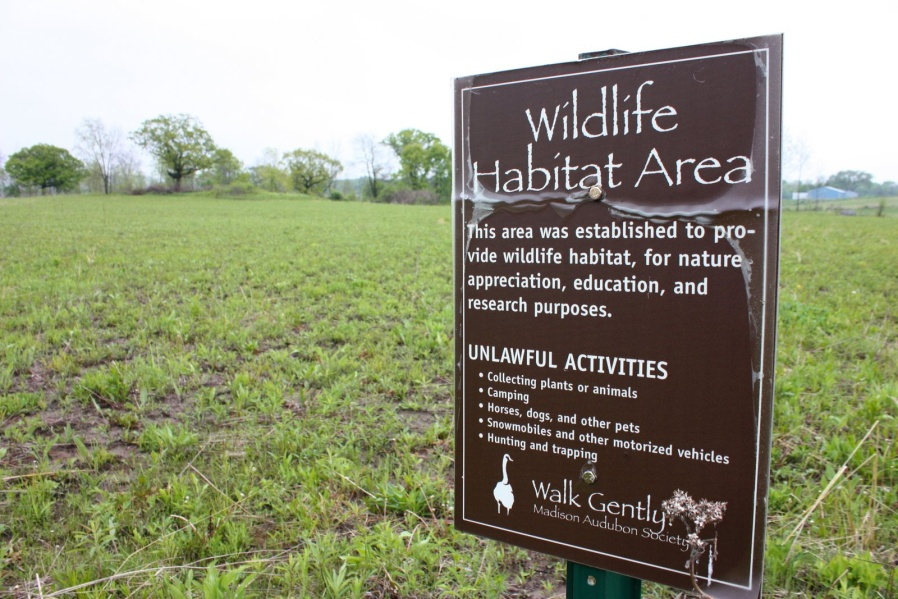 Wildlife
Habitat Area
This area was established to pro-
vide wildlife habitat, for nature
appreciation, education, and
research purposes.
UNLAWFUL ACTIVITIES
• Collecting plants or animals
• Camping
• Horses, dogs, and other pets
• Snowmobiles and other motorized vehicles
• Hunting and trapping
Walk Gently.
Madison Audubon Society